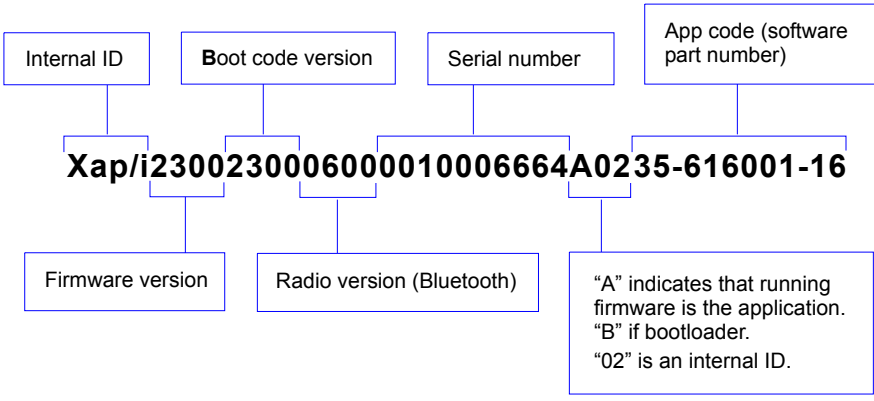 Internal ID
Boot code version
Serial number
App code (software
part number)
Xap/i2300230006000010006664A0235-616001-16
Firmware version
Radio version (Bluetooth)
“A” indicates that running
firmware is the application.
“B” if bootloader.
“02” is an internal ID.